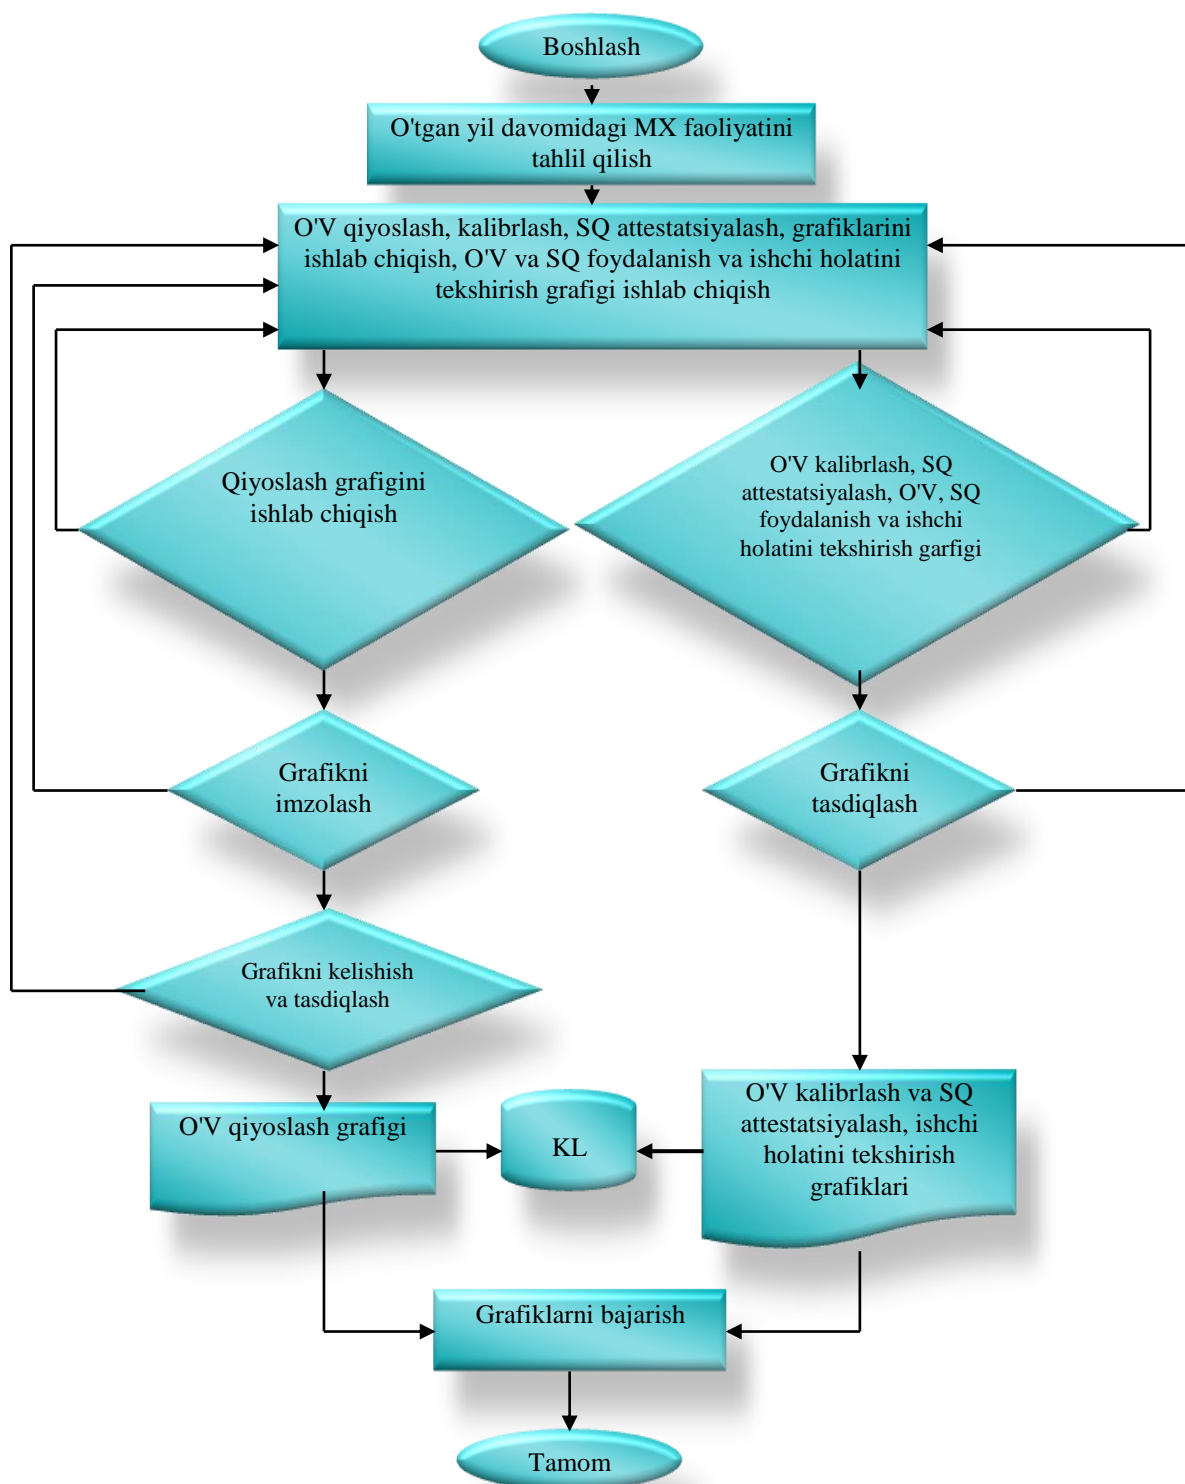 Boshlash
O'tgan yil davomidagi MX faoliyatini
tahlil qilish
O'V qiyoslash, kalibrlash, SQ attestatsiyalash, grafiklarini
ishlab chiqish, O'V va SQ foydalanish va ishchi holatini
tekshirish grafigi ishlab chiqish
Qiyoslash grafigini
ishlab chiqish
O'V kalibrlash, SQ
attestatsiyalash, O'V, SQ
foydalanish va ishchi
holatini tekshirish garfigi
Grafikni
imzolash
Grafikni
tasdiqlash
Grafikni kelishish
va tasdiqlash
O'V qiyoslash grafigi
KL
O'V kalibrlash va SQ
attestatsiyalash, ishchi
holatini tekshirish
grafiklari
Grafiklarni bajarish
Tamom